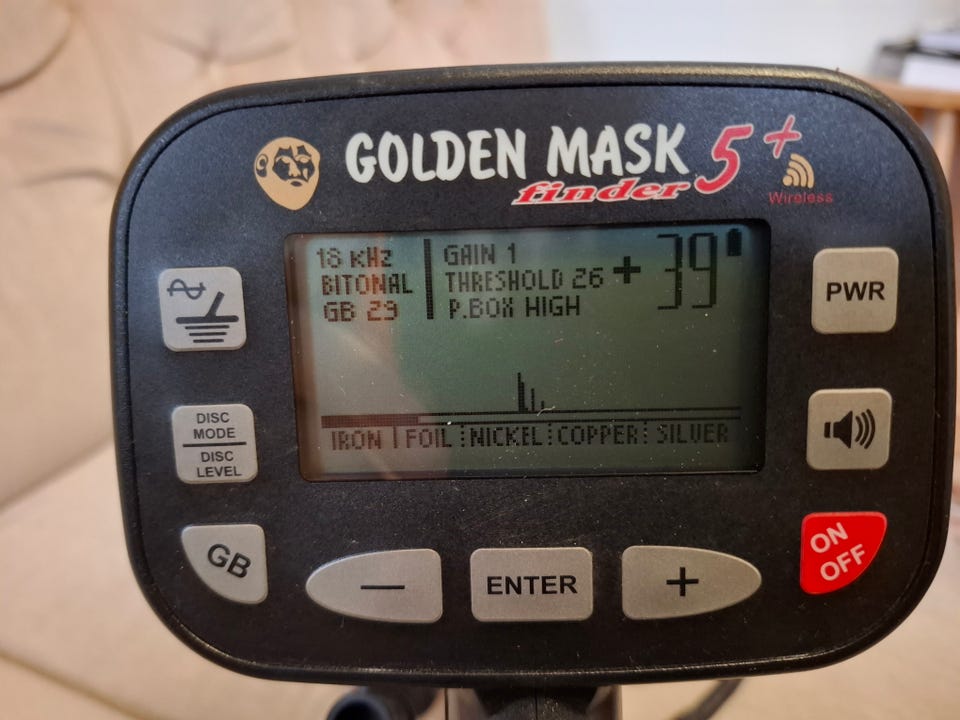 GOLDEN MASK 5+
finder
Wireless
18 KHz
BITONAL
GB 29
GAIN 1
THRESHOLD 26
P.BOX HIGH
+39
IRON | FOIL NICKEL COPPER SILVER
DISC
MODE
DISC
LEVEL
GB
PWR
ON
OFF
—
ENTER
+